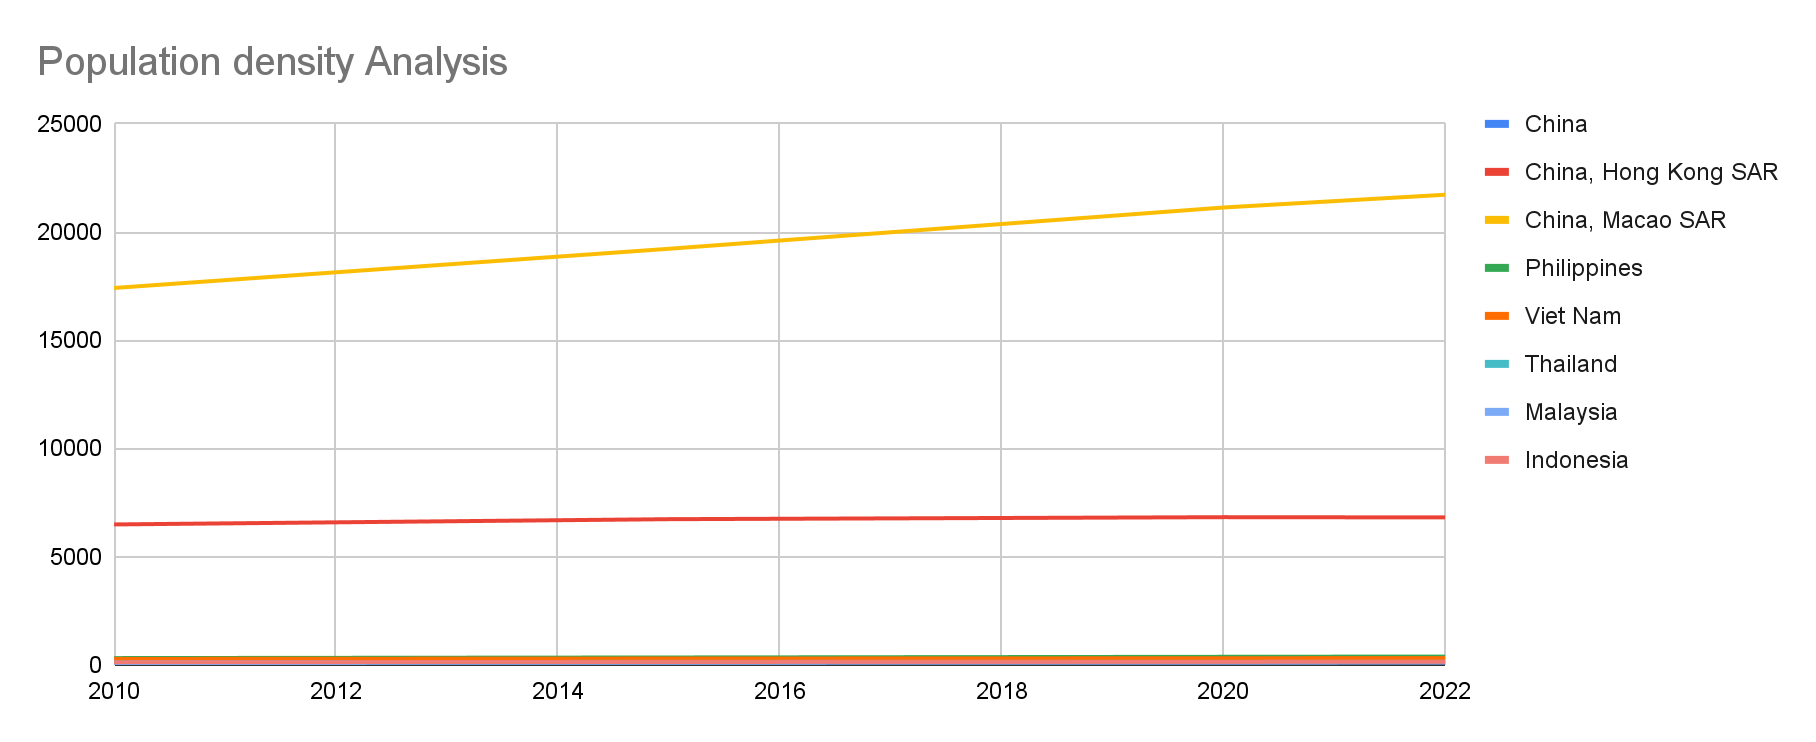 Population density Analysis
25000
20000
15000
10000
5000
0
2010 2012 2014 2016 2018 2020 2022
China
China, Hong Kong SAR
China, Macao SAR
Philippines
Viet Nam
Thailand
Malaysia
Indonesia